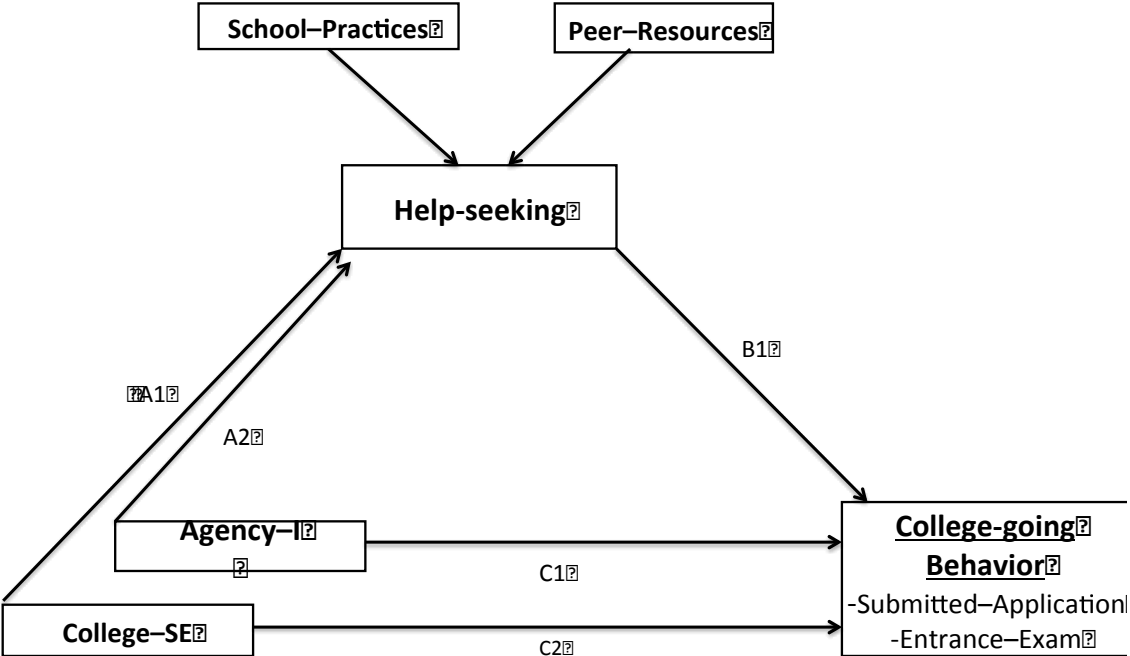 School–Practices
Peer–Resources
Help-seeking
B1
A1
A2
Agency–I
C1
College–SE
C2
College-going
Behavior
-Submitted–Application
-Entrance–Exam